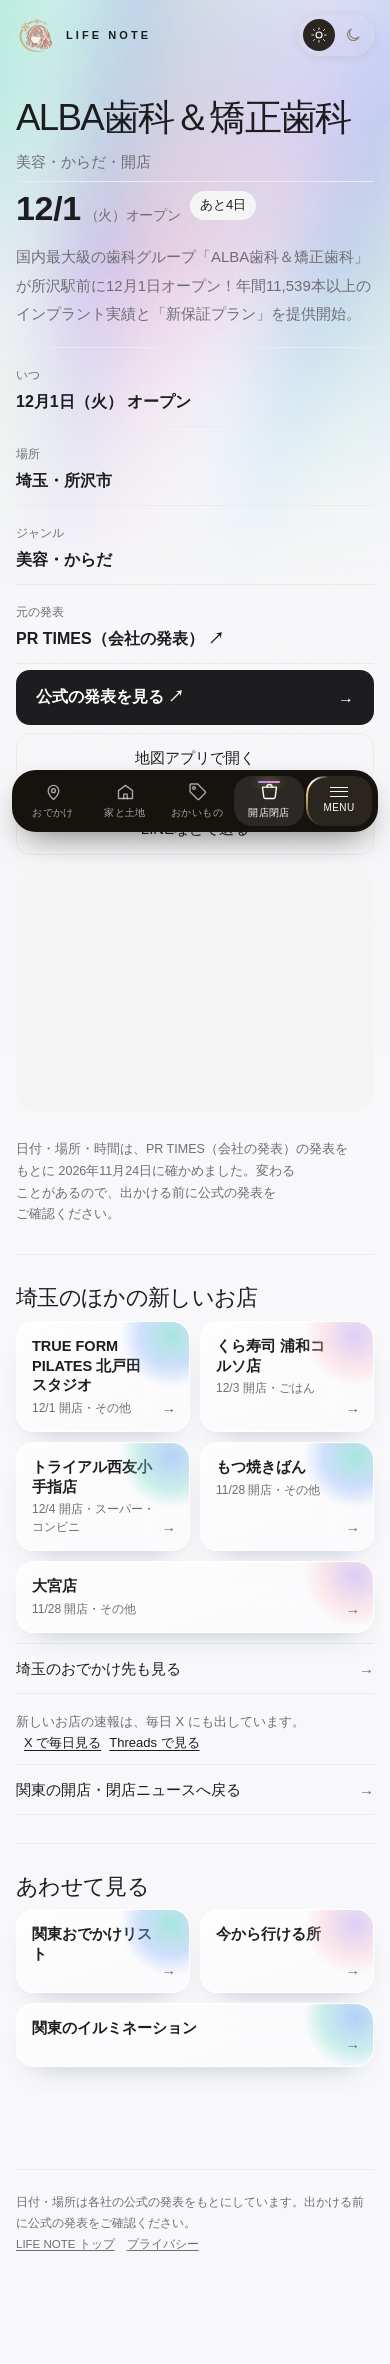 LIFE NOTE
ALBA歯科＆矯正歯科
美容・からだ・開店
12/1 （火）オープン あと4日
国内最大級の歯科グループ「ALBA歯科＆矯正歯科」
が所沢駅前に12月1日オープン！年間11,539本以上の
インプラント実績と「新保証プラン」を提供開始。
いつ
12月1日（火） オープン
場所
埼玉・所沢市
ジャンル
美容・からだ
元の発表
PR TIMES（会社の発表） ↗
公式の発表を見る ↗ →
地図アプリで開く
おでかけ 家と土地 おかいもの 開店閉店 MENU
日付・場所・時間は、PR TIMES（会社の発表）の発表を
もとに 2026年11月24日に確かめました。変わる
ことがあるので、出かける前に公式の発表を
ご確認ください。
埼玉のほかの新しいお店
TRUE FORM
PILATES 北戸田
スタジオ
12/1 開店・その他 →
くら寿司 浦和コ
ルソ店
12/3 開店・ごはん
→
トライアル西友小
手指店
12/4 開店・スーパー・
コンビニ →
もつ焼きばん
11/28 開店・その他
→
大宮店
11/28 開店・その他 →
埼玉のおでかけ先も見る →
新しいお店の速報は、毎日 X にも出しています。
X で毎日見る Threads で見る
関東の開店・閉店ニュースへ戻る →
あわせて見る
関東おでかけリス
ト
→
今から行ける所
→
関東のイルミネーション
→
日付・場所は各社の公式の発表をもとにしています。出かける前
に公式の発表をご確認ください。
LIFE NOTE トップ プライバシー